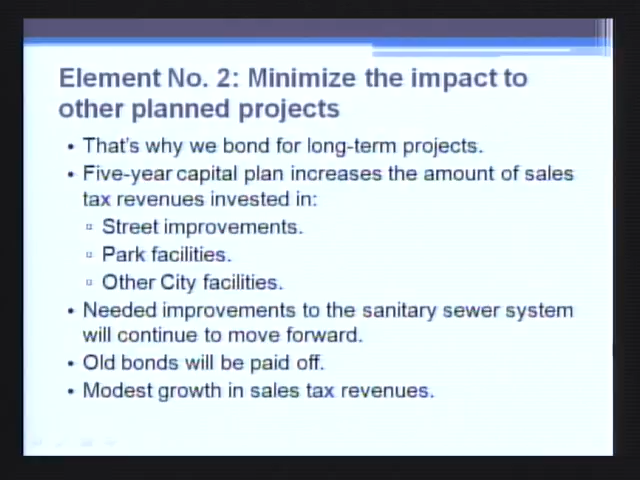 Element No. 2: Minimize the impact to
other planned projects
• That's why we bond for long-term projects.
• Five-year capital plan increases the amount of sales
tax revenues invested in:
▫ Street improvements.
▫ Park facilities.
▫ Other City facilities.
• Needed improvements to the sanitary sewer system
will continue to move forward.
• Old bonds will be paid off.
• Modest growth in sales tax revenues.